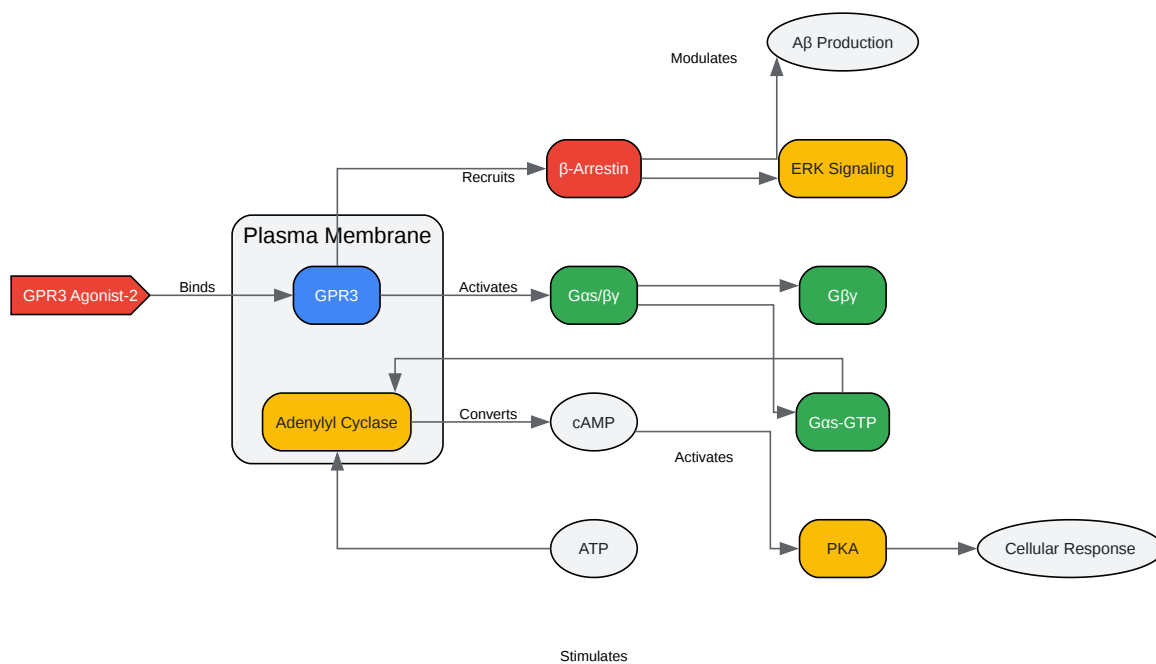 Aβ Production
Modulates
β-Arrestin
ERK Signaling
Recruits
Plasma Membrane
GPR3 Agonist-2
Binds
GPR3
Activates
Gαs/βγ
Gβγ
Adenylyl Cyclase
Converts
cAMP
Gαs-GTP
Activates
ATP
PKA
Cellular Response
Stimulates